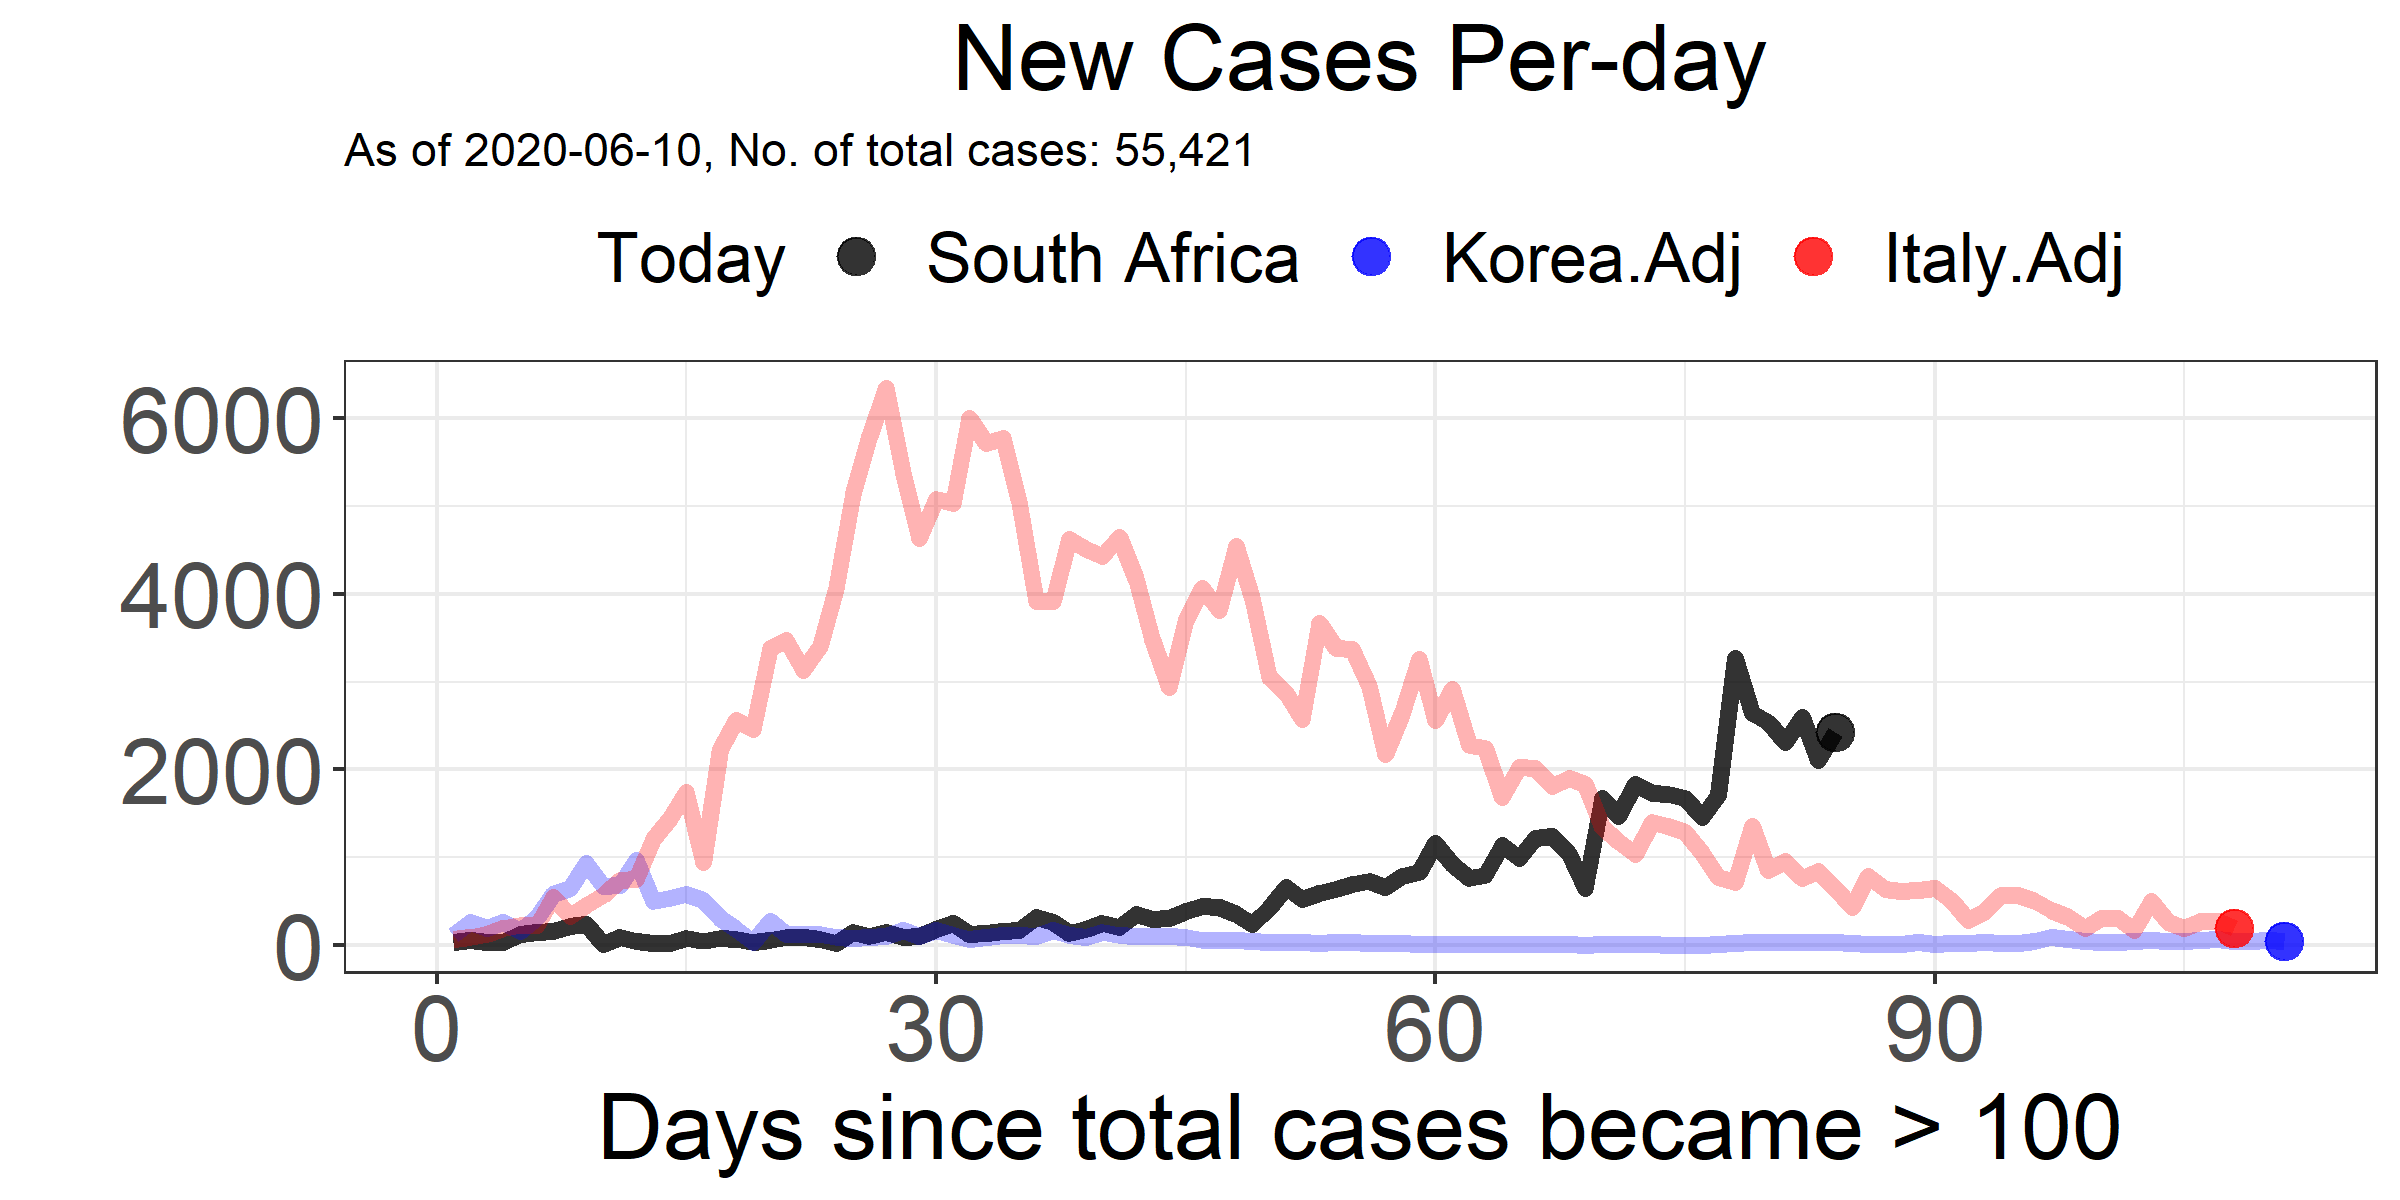 New Cases Per-day
As of 2020-06-10, No. of total cases: 55,421
Today South Africa Korea.Adj Italy.Adj
6000
4000
2000
0
0 30 60 90
Days since total cases became > 100